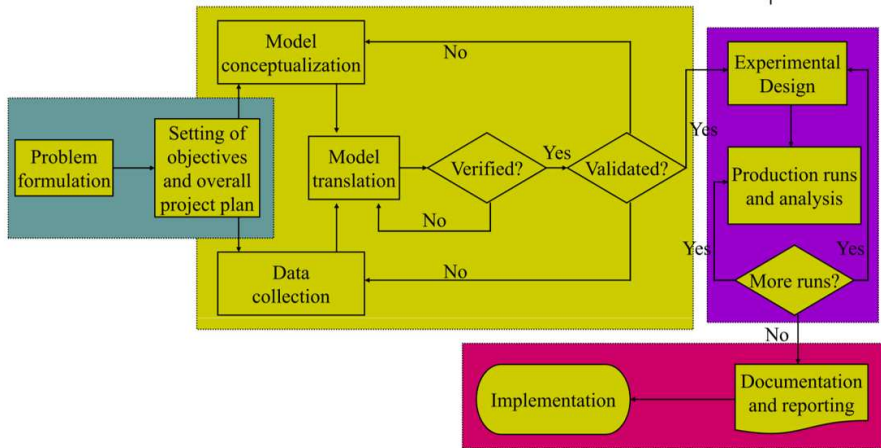 Problem
formulation
Setting of
objectives
and overall
project plan
Model
conceptualization
Data
collection
Model
translation
Verified?
No
Yes
Validated?
No
No
Yes
Experimental
Design
Production runs
and analysis
Yes
Yes
More runs?
No
Documentation
and reporting
Implementation